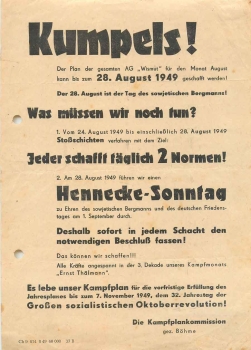 Kumpels!
Der Plan der gesamten AG „Wismut" für den Monat August
kann bis zum 28. August 1949 geschafft werden!
Der 28. August ist der Tag des sowjetischen Bergmanns!
Was müssen wir noch tun?
1. Vom 24. August 1949 bis einschließlich 28. August 1949
Stoßschichten verfahren mit dem Ziel:
Jeder schafft täglich 2 Normen!
2. Am 28. August 1949 führen wir einen
Hennecke-Sonntag
zu Ehren des sowjetischen Bergmanns und des deutschen Friedens-
tages am 1. September durch.
Deshalb sofort in jedem Schacht den
notwendigen Beschluß fassen!
Das können wir schaffen!!!
Alle Kräfte angespannt in der 3. Dekade unseres Kampfmonats
„Ernst Thälmann".
Es lebe unser Kampfplan für die vorfristige Erfüllung des
Jahresplanes bis zum 7. November 1949, dem 32. Jahrestag der
Großen sozialistischen Oktoberrevolution!
Die Kampfplankommission
gez. Böhme